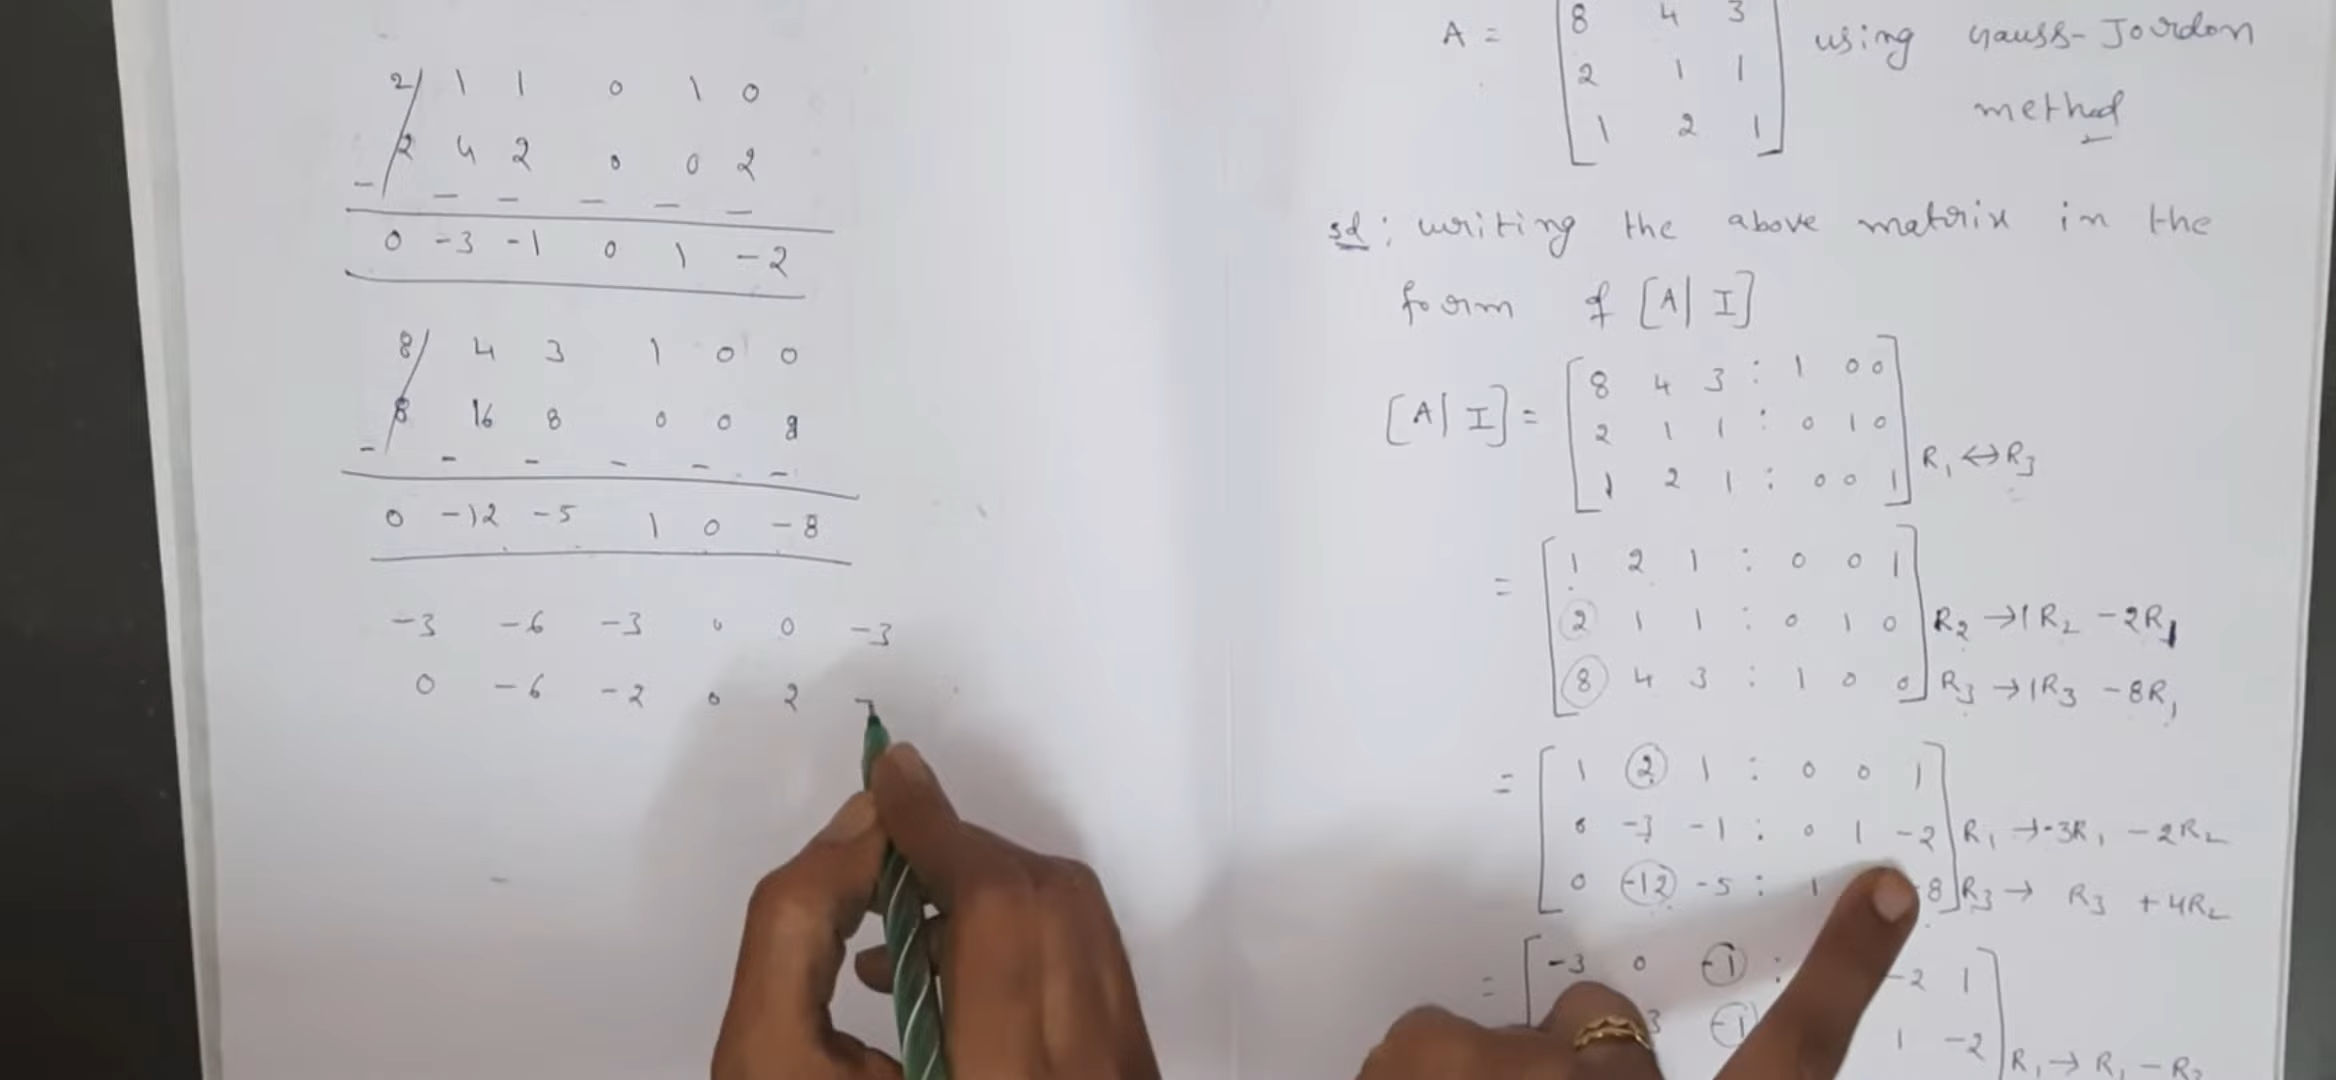 2 1 1 0 1 0
2 4 2 0 0 2
- - - - - -
0 -3 -1 0 1 -2
8 4 3 1 0 0
8 16 8 0 0 8
- - - - - -
0 -12 -5 1 0 -8
-3 -6 -3 0 0 -3
0 -6 -2 0 2 -
A = [8 4 3 using Gauss-Jordon
2 1 1 method
1 2 1]
sol: writing the above matrix in the
form of [A| I]
[A| I] = [8 4 3 : 1 0 0
2 1 1 : 0 1 0
1 2 1 : 0 0 1] R1 ↔ R3
= [1 2 1 : 0 0 1
2 1 1 : 0 1 0 R2 → 1R2 - 2R1
8 4 3 : 1 0 0] R3 → 1R3 - 8R1
= [1 2 1 : 0 0 1
0 -3 -1 : 0 1 -2 R1 → -3R1 - 2R2
0 -12 -5 : 1 8] R3 → R3 + 4R2
= [-3 0 -1 : -2 1
3 -1 1 -2
R1 → R1 - R3